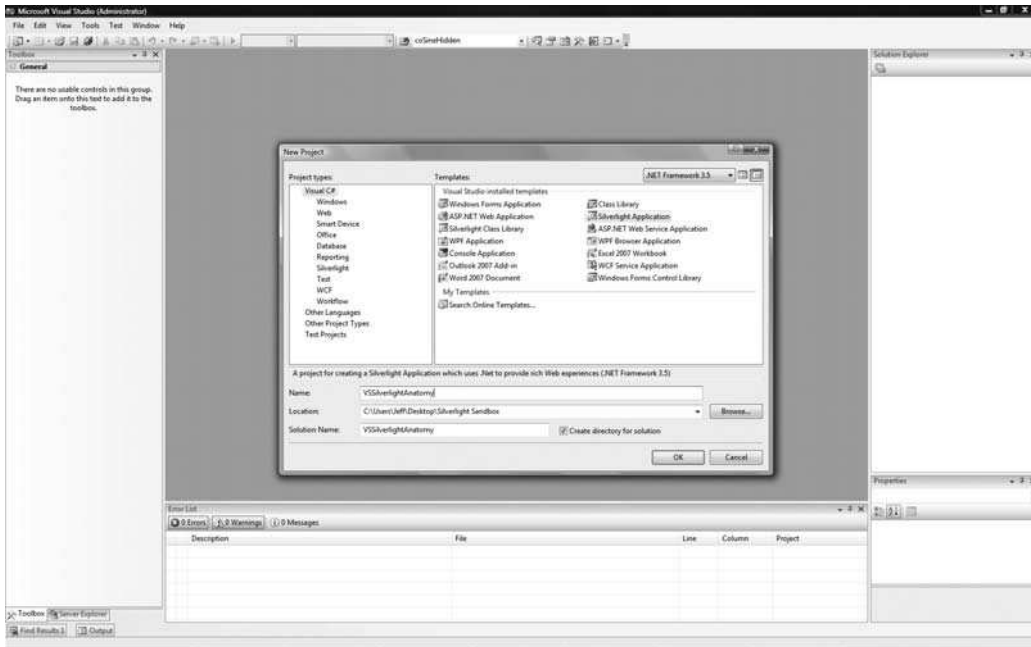 Microsoft Visual Studio (Administrator)
File Edit View Tools Test Window Help
coSineHidden
Toolbox
General
There are no usable controls in this group.
Drag an item onto this text to add it to the
toolbox.
Solution Explorer
New Project
Project types:
Templates:
.NET Framework 3.5
Visual C#
Windows
Web
Smart Device
Office
Database
Reporting
Silverlight
Test
WCF
Workflow
Other Languages
Other Project Types
Test Projects
Visual Studio installed templates
Windows Forms Application
Class Library
ASP.NET Web Application
Silverlight Application
Silverlight Class Library
ASP.NET Web Service Application
WPF Application
WPF Browser Application
Console Application
Excel 2007 Workbook
Outlook 2007 Add-in
WCF Service Application
Word 2007 Document
Windows Forms Control Library
My Templates
Search Online Templates...
A project for creating a Silverlight Application which uses .Net to provide rich Web experiences (.NET Framework 3.5)
Name: VSSilverlightAnatomy
Location: C:\Users\Jeff\Desktop\Silverlight Sandbox
Browse...
Solution Name: VSSilverlightAnatomy
Create directory for solution
OK Cancel
Properties
Error List
0 Errors 0 Warnings 0 Messages
Description File Line Column Project
Toolbox Server Explorer
Find Results 1 Output